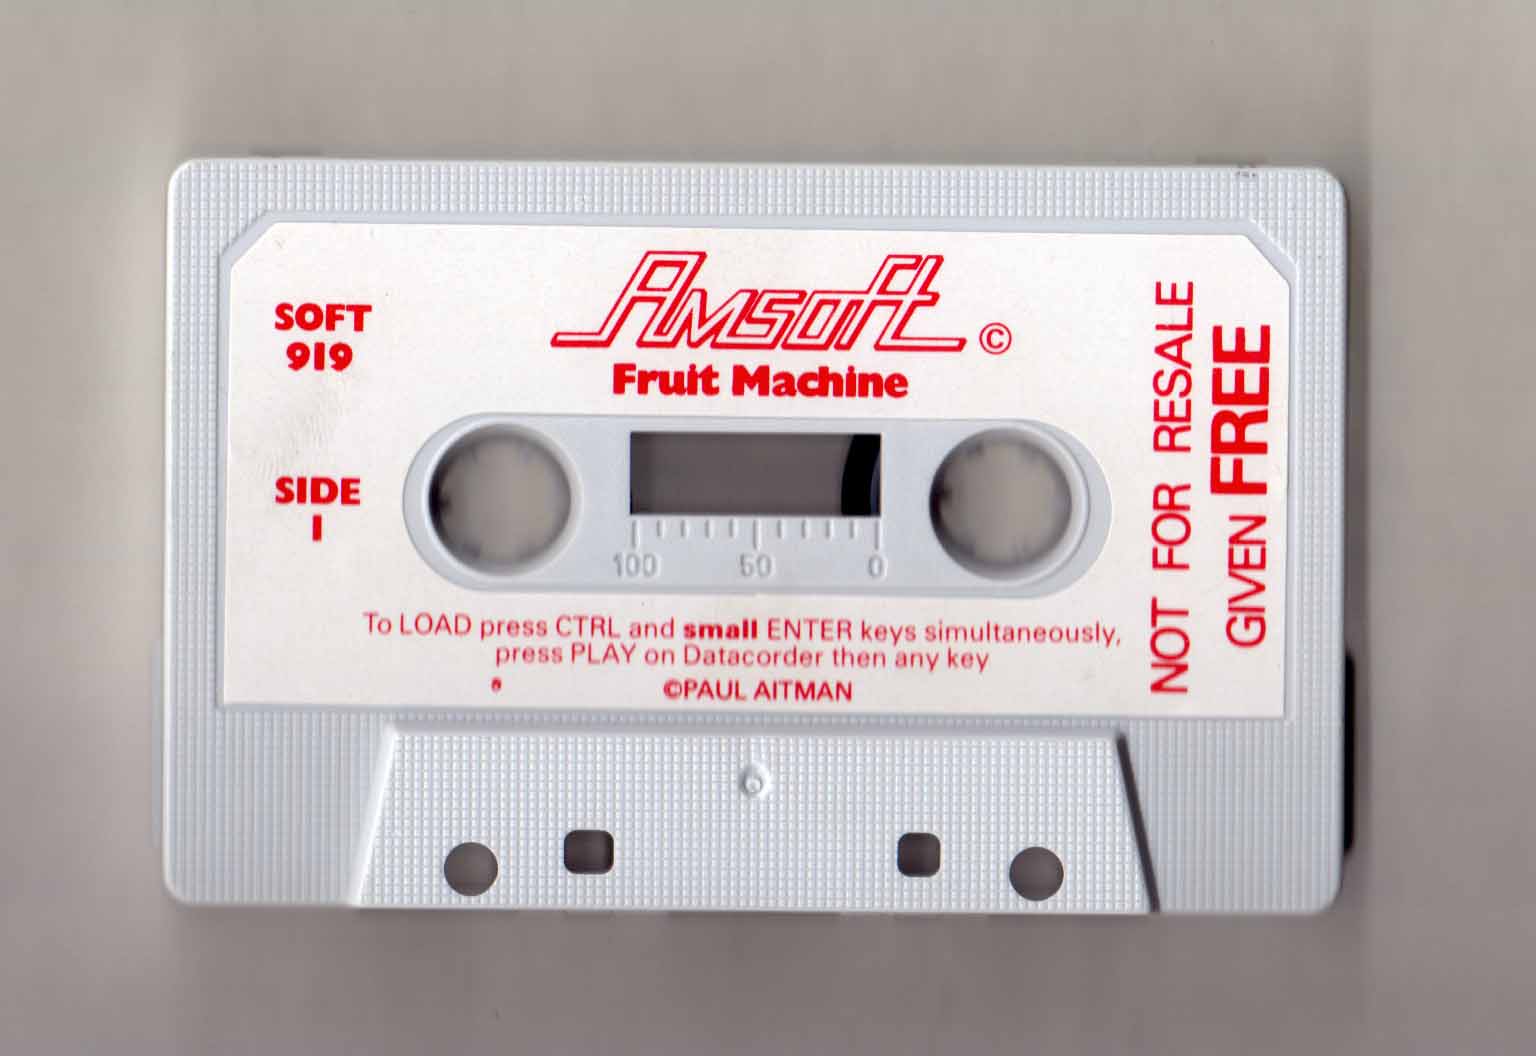 SOFT
919
SIDE
1
Amsoft ©
Fruit Machine
100 50 0
To LOAD press CTRL and small ENTER keys simultaneously,
press PLAY on Datacorder then any key
©PAUL AITMAN
NOT FOR RESALE
GIVEN FREE